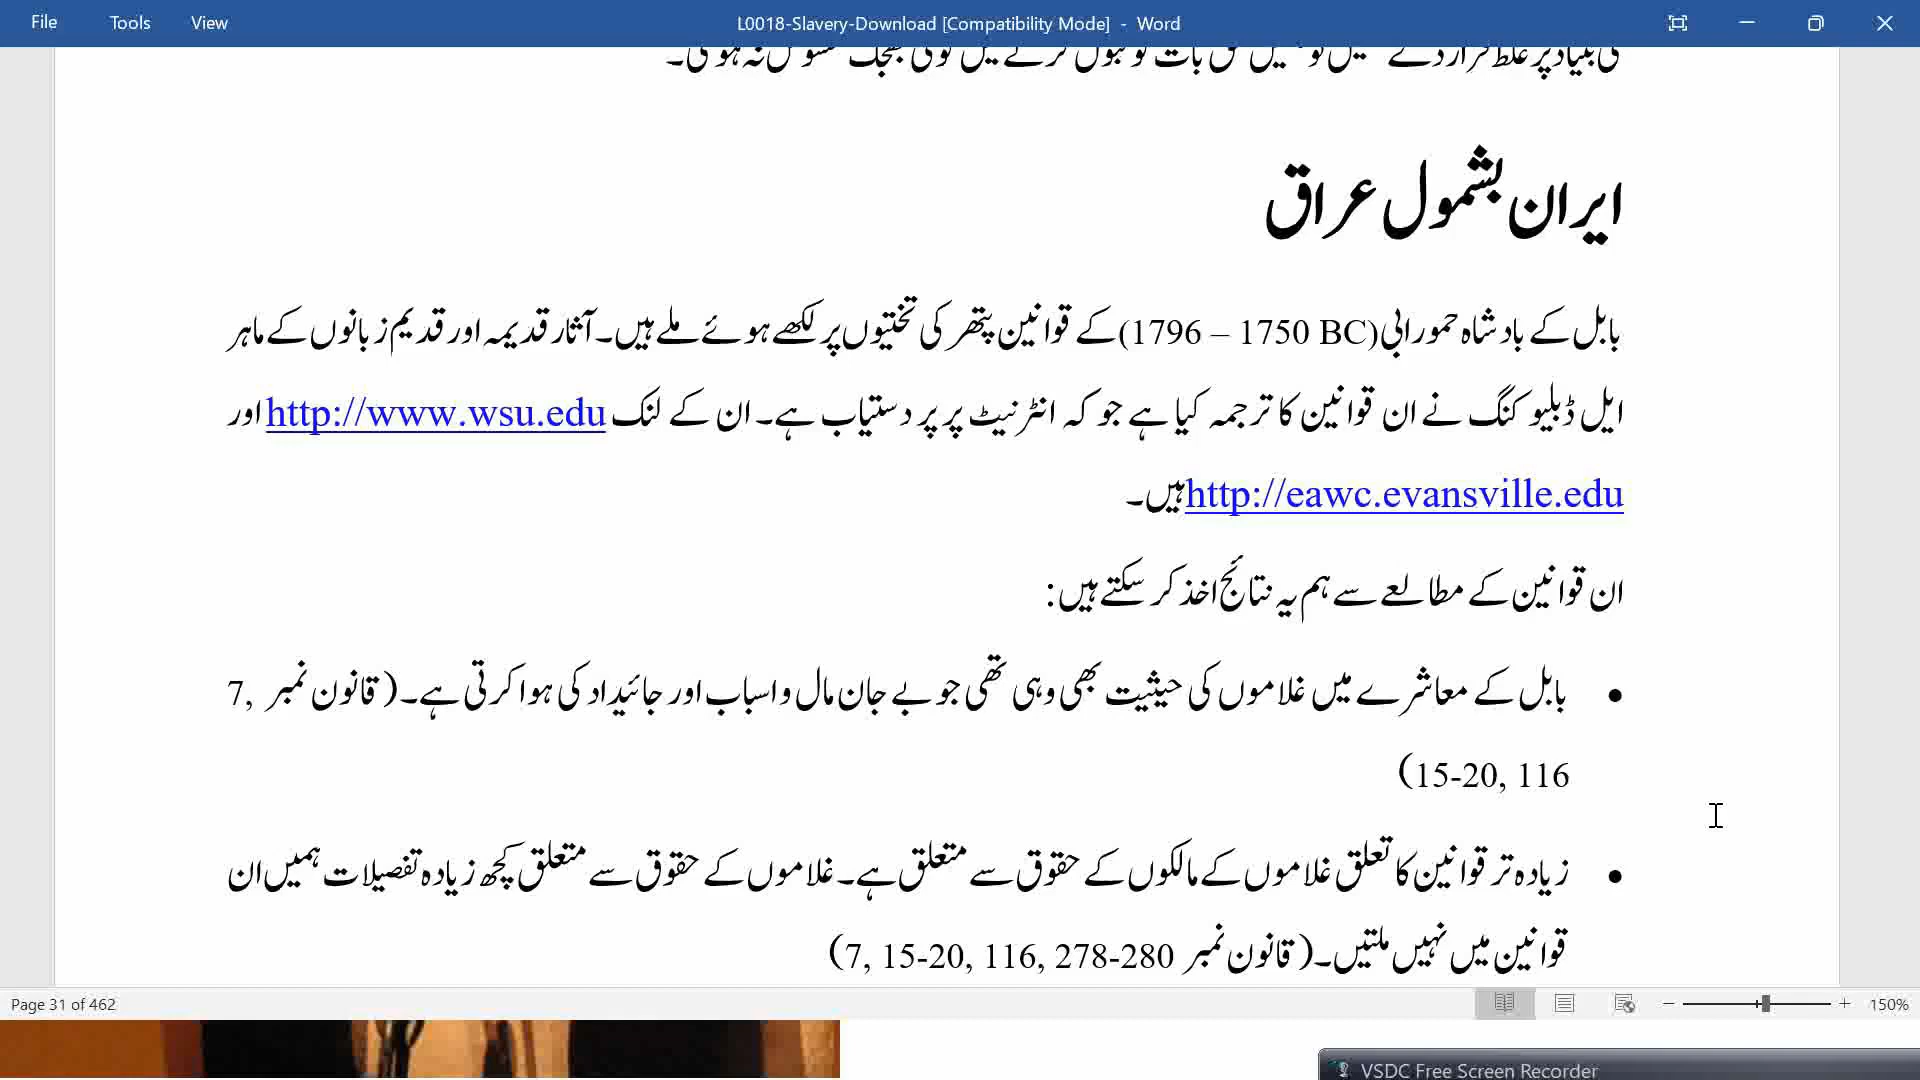 File Tools View L0018-Slavery-Download [Compatibility Mode] - Word
ایران بشمول عراق
بابل کے بادشاہ حمورابی (1796 – 1750 BC) کے قوانین پتھر کی تختیوں پر لکھے ہوئے ملے ہیں۔ آثار قدیمہ اور قدیم زبانوں کے ماہر
ایل ڈبلیو کنگ نے ان قوانین کا ترجمہ کیا ہے جو کہ انٹرنیٹ پر پر دستیاب ہے۔ ان کے لنک http://www.wsu.edu اور
http://eawc.evansville.edu ہیں۔
ان قوانین کے مطالعے سے ہم یہ نتائج اخذ کر سکتے ہیں:
• بابل کے معاشرے میں غلاموں کی حیثیت بھی وہی تھی جو بے جان مال و اسباب اور جائیداد کی ہوا کرتی ہے۔ (قانون نمبر 7,
15-20, 116)
• زیادہ تر قوانین کا تعلق غلاموں کے مالکوں کے حقوق سے متعلق ہے۔ غلاموں کے حقوق سے متعلق کچھ زیادہ تفصیلات ہمیں ان
قوانین میں نہیں ملتیں۔ (قانون نمبر 7, 15-20, 116, 278-280)
Page 31 of 462 150%
VSDC Free Screen Recorder